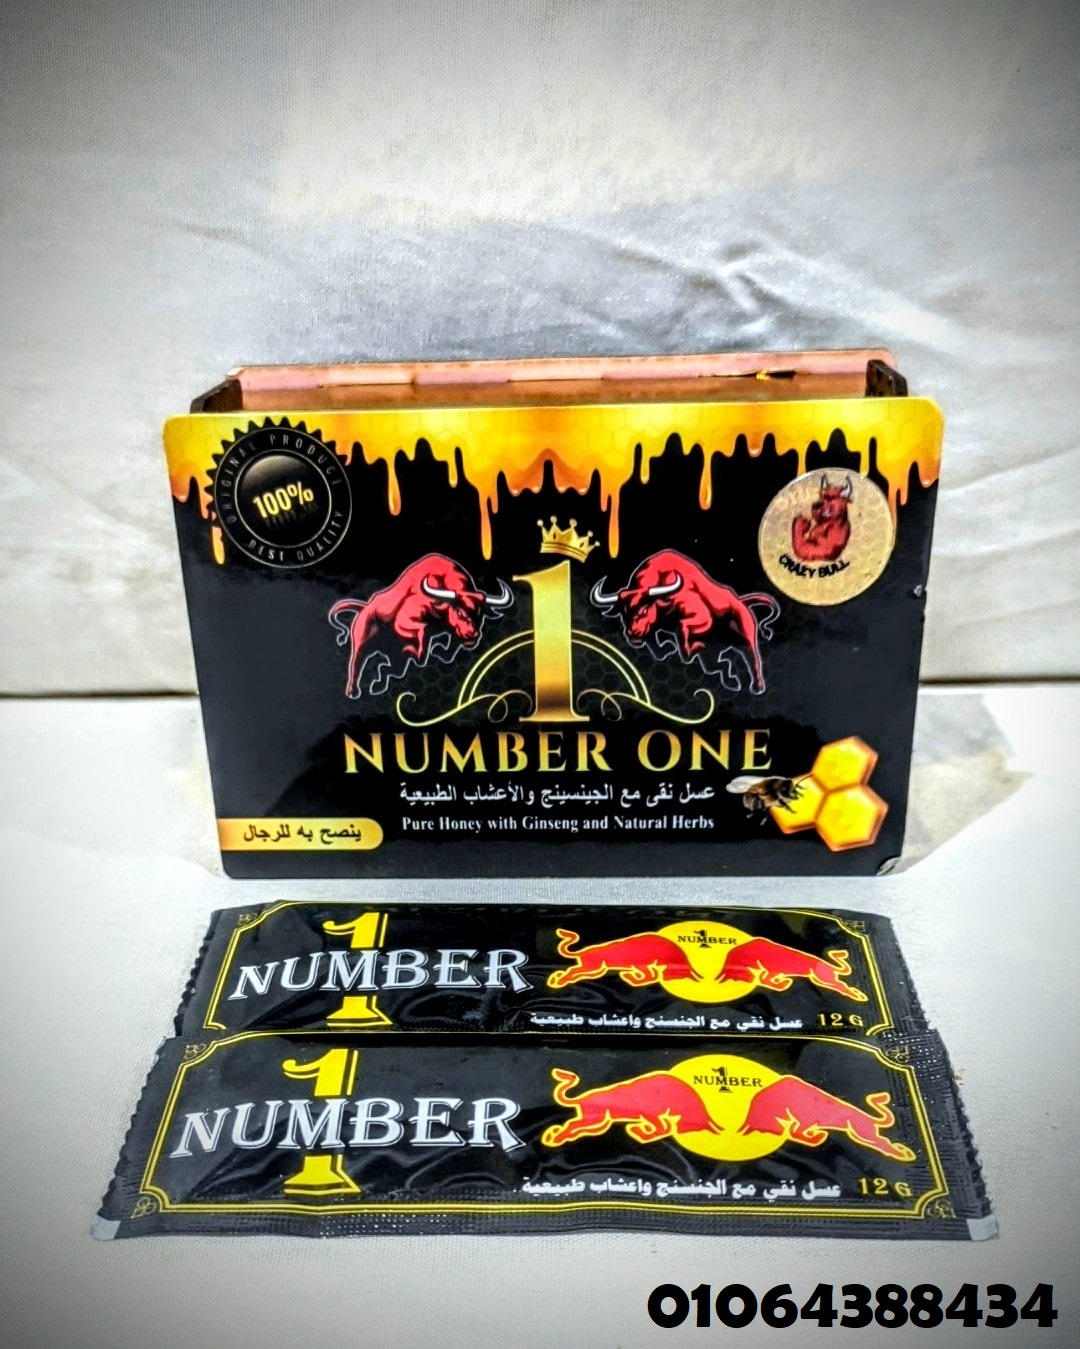 ORIGINAL PRODUCT
100%
BEST QUALITY
CRAZY BULL
1
NUMBER ONE
عسل نقى مع الجينسينج والأعشاب الطبيعية
Pure Honey with Ginseng and Natural Herbs
ينصح به للرجال
1
NUMBER
1
NUMBER
عسل نقي مع الجنسنج واعشاب طبيعية
12 G
1
NUMBER
1
NUMBER
عسل نقي مع الجنسنج واعشاب طبيعية
12 G
01064388434